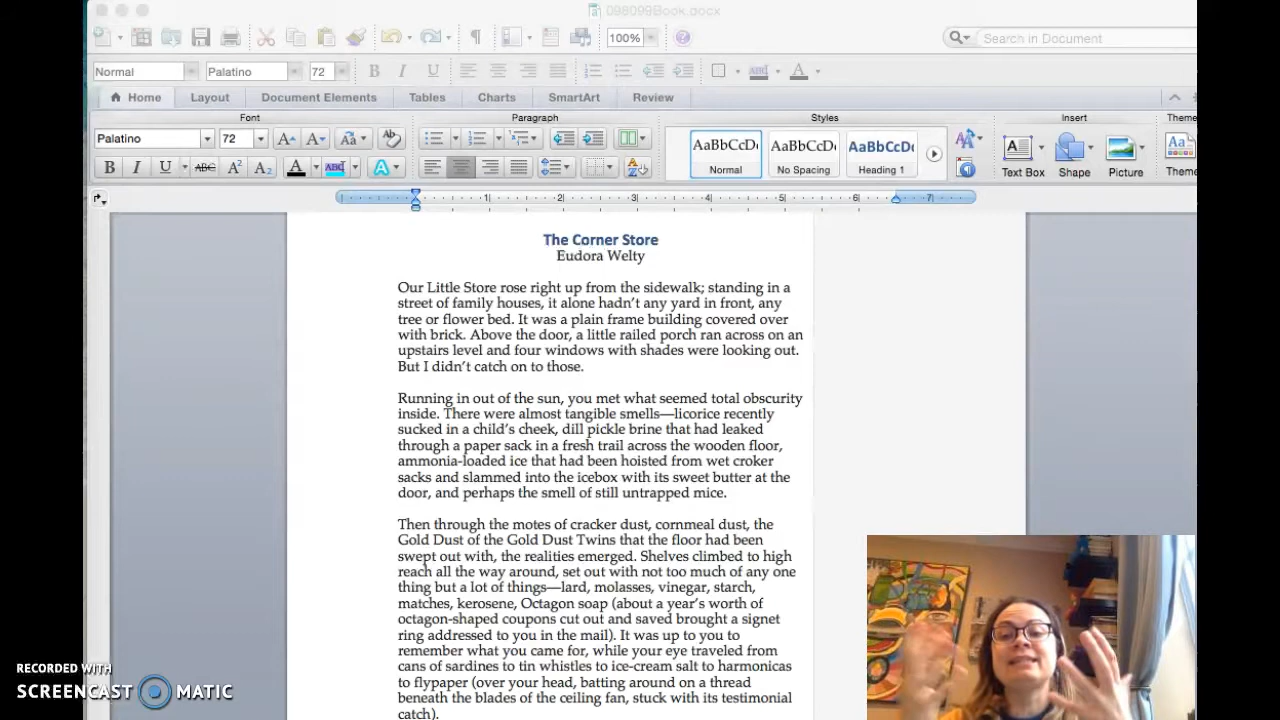 098099Book.docx
100%
Search in Document
Normal
Palatino
72
B I U
ABC
A
Home Layout Document Elements Tables Charts SmartArt Review
Font Paragraph Styles Insert Theme
Palatino 72
AaBbCcD AaBbCcD AaBbCcD
B I U ABC A² A₂ A ABC A
Normal No Spacing Heading 1 Text Box Shape Picture Theme
1 1 2 3 4 5 6 7
The Corner Store
Eudora Welty
Our Little Store rose right up from the sidewalk; standing in a
street of family houses, it alone hadn't any yard in front, any
tree or flower bed. It was a plain frame building covered over
with brick. Above the door, a little railed porch ran across on an
upstairs level and four windows with shades were looking out.
But I didn't catch on to those.
Running in out of the sun, you met what seemed total obscurity
inside. There were almost tangible smells—licorice recently
sucked in a child's cheek, dill pickle brine that had leaked
through a paper sack in a fresh trail across the wooden floor,
ammonia-loaded ice that had been hoisted from wet croker
sacks and slammed into the icebox with its sweet butter at the
door, and perhaps the smell of still untrapped mice.
Then through the motes of cracker dust, cornmeal dust, the
Gold Dust of the Gold Dust Twins that the floor had been
swept out with, the realities emerged. Shelves climbed to high
reach all the way around, set out with not too much of any one
thing but a lot of things—lard, molasses, vinegar, starch,
matches, kerosene, Octagon soap (about a year's worth of
octagon-shaped coupons cut out and saved brought a signet
ring addressed to you in the mail). It was up to you to
remember what you came for, while your eye traveled from
cans of sardines to tin whistles to ice-cream salt to harmonicas
to flypaper (over your head, batting around on a thread
beneath the blades of the ceiling fan, stuck with its testimonial
catch).
RECORDED WITH
SCREENCAST MATIC